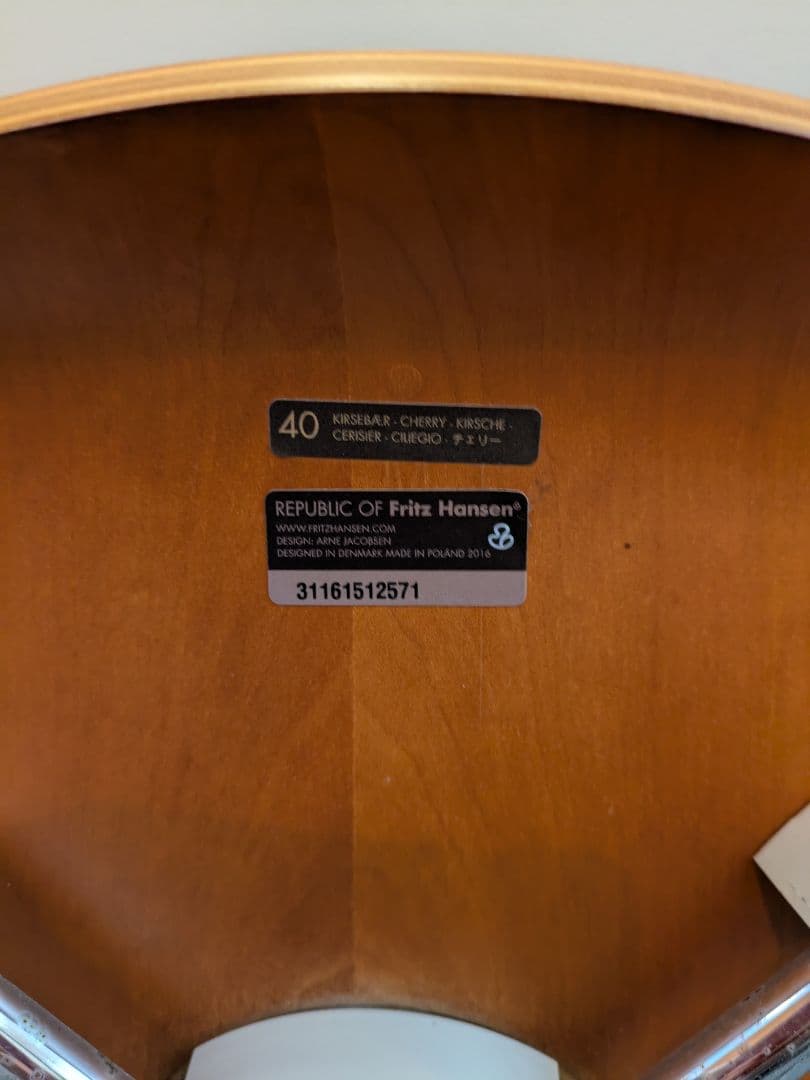 40 KIRSEBÆR · CHERRY · KIRSCHE ·
CERISIER · CILIEGIO · チェリー
REPUBLIC OF Fritz Hansen®
WWW.FRITZHANSEN.COM
DESIGN: ARNE JACOBSEN
DESIGNED IN DENMARK MADE IN POLAND 2016
31161512571